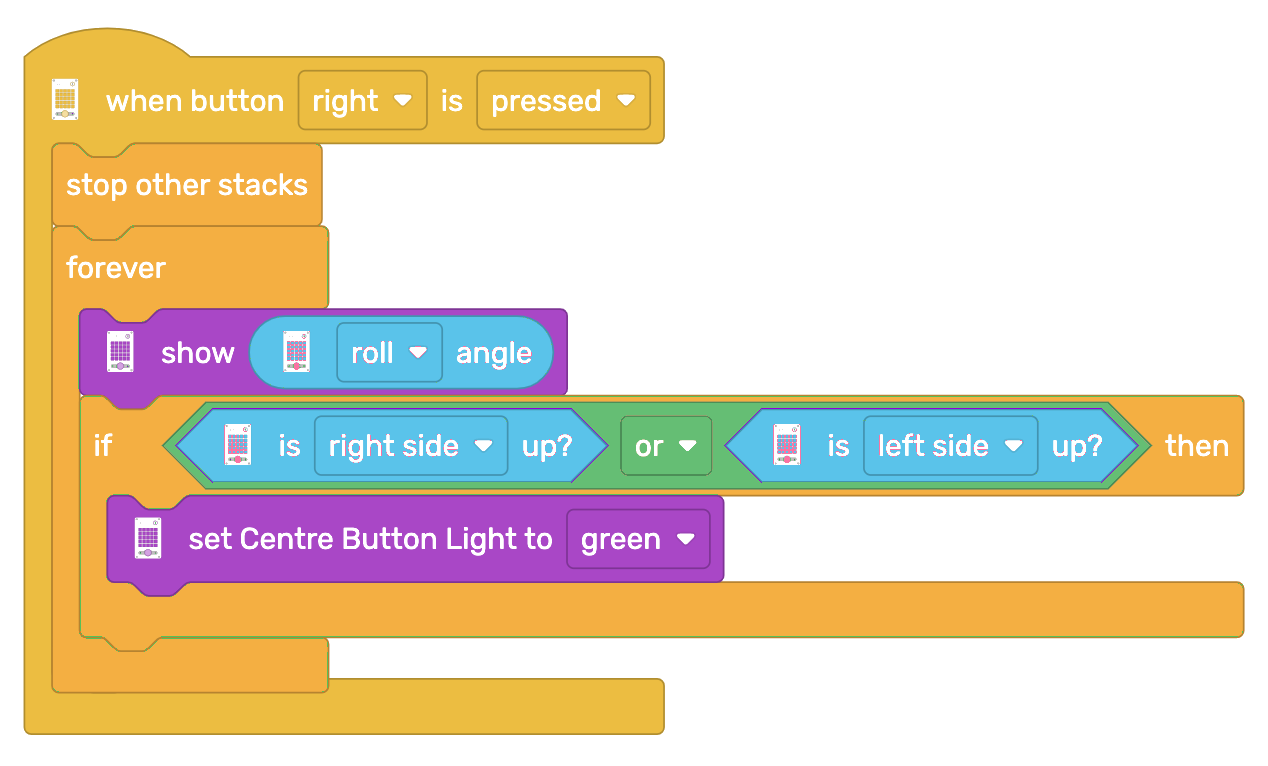 when button right is pressed
stop other stacks
forever
show roll angle
if is right side up? or is left side up? then
set Centre Button Light to green